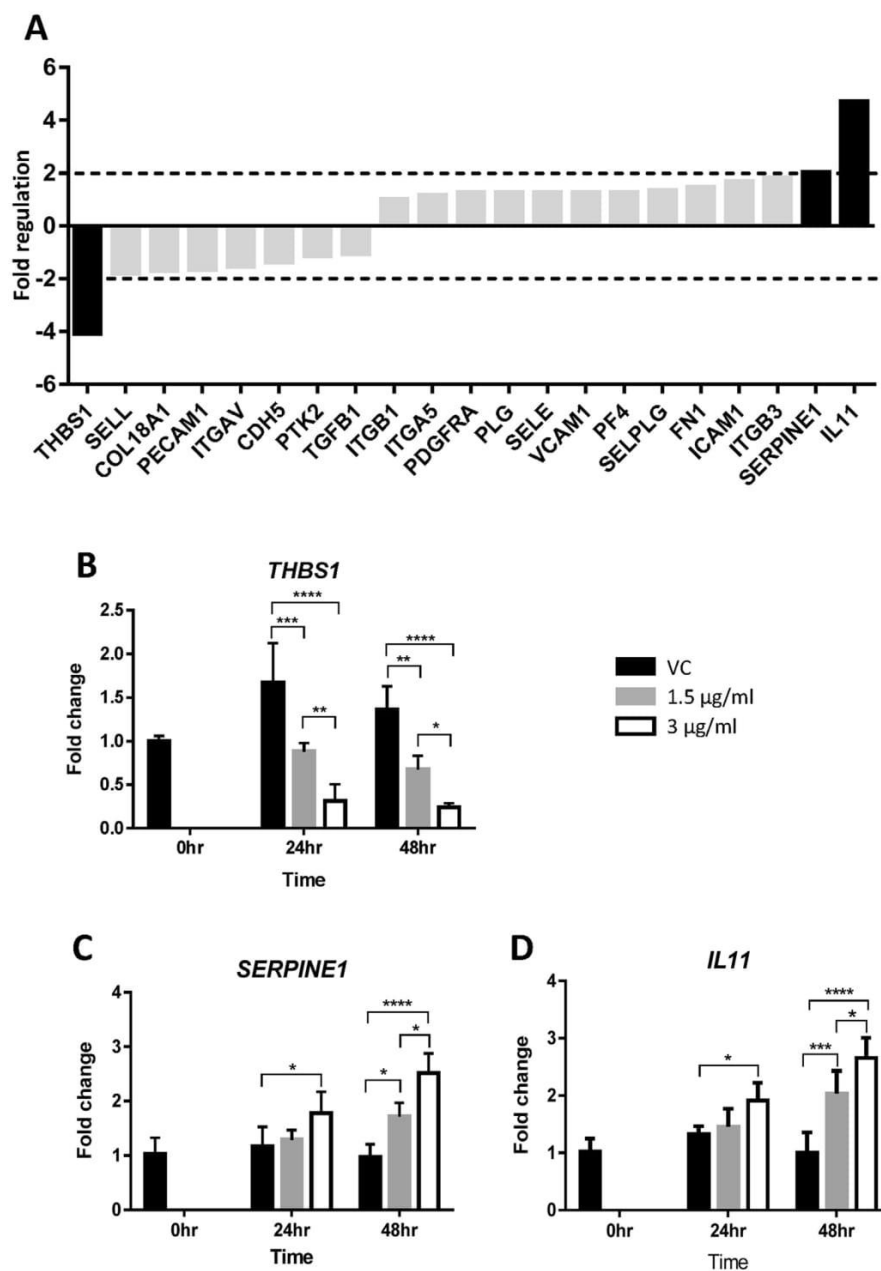 A
Fold regulation
6
4
2
0
-2
-4
-6
THBS1
SELL
COL18A1
PECAM1
ITGAV
CDH5
PTK2
TGFB1
ITGB1
ITGA5
PDGFRA
PLG
SELE
VCAM1
PF4
SELPLG
FN1
ICAM1
ITGB3
SERPINE1
IL11
B
THBS1
Fold change
2.5
2.0
1.5
1.0
0.5
0.0
****
***
**
****
**
*
0hr
24hr
48hr
Time
VC
1.5 µg/ml
3 µg/ml
C
SERPINE1
Fold change
4
3
2
1
0
*
****
*
*
0hr
24hr
48hr
Time
D
IL11
Fold change
4
3
2
1
0
*
****
*
***
0hr
24hr
48hr
Time